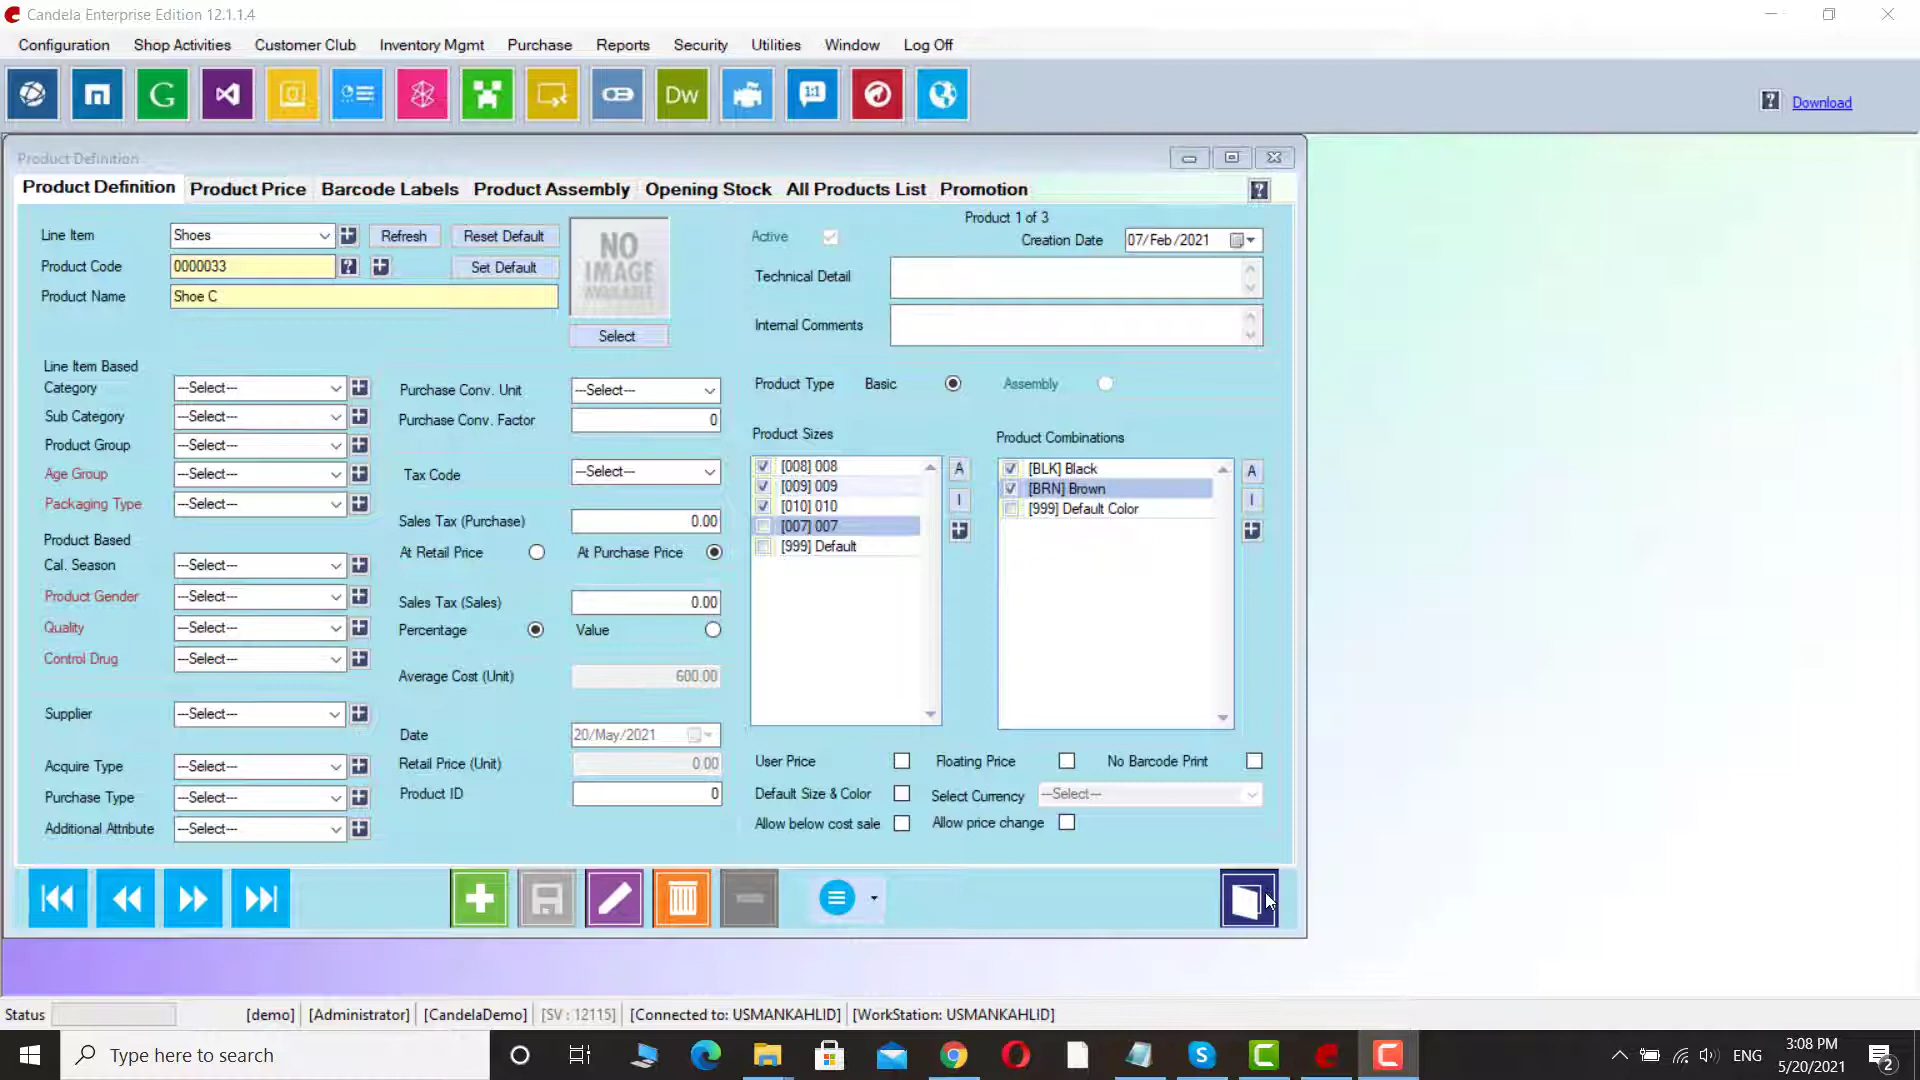 Candela Enterprise Edition 12.1.1.4
Configuration Shop Activities Customer Club Inventory Mgmt Purchase Reports Security Utilities Window Log Off
G Dw 1:1 ? Download
Product Definition
Product Definition Product Price Barcode Labels Product Assembly Opening Stock All Products List Promotion ?
Product 1 of 3
Line Item Shoes Refresh Reset Default
Active Creation Date 07/Feb/2021
Product Code 0000033 ? Set Default
Product Name Shoe C
NO
IMAGE
AVAILABLE
Select
Technical Detail
Internal Comments
Line Item Based
Category ---Select---
Sub Category ---Select---
Product Group ---Select---
Age Group ---Select---
Packaging Type ---Select---
Product Based
Cal. Season ---Select---
Product Gender ---Select---
Quality ---Select---
Control Drug ---Select---
Supplier ---Select---
Acquire Type ---Select---
Purchase Type ---Select---
Additional Attribute ---Select---
Purchase Conv. Unit ---Select---
Purchase Conv. Factor 0
Tax Code ---Select---
Sales Tax (Purchase) 0.00
At Retail Price At Purchase Price
Sales Tax (Sales) 0.00
Percentage Value
Average Cost (Unit) 600.00
Date 20/May/2021
Retail Price (Unit) 0.00
Product ID 0
Product Type Basic Assembly
Product Sizes
[008] 008 A
[009] 009 I
[010] 010
[007] 007
[999] Default
Product Combinations
[BLK] Black A
[BRN] Brown I
[999] Default Color
User Price Floating Price No Barcode Print
Default Size & Color Select Currency ---Select---
Allow below cost sale Allow price change
Status [demo] [Administrator] [CandelaDemo] [SV : 12115] [Connected to: USMANKAHLID] [WorkStation: USMANKAHLID]
Type here to search
ENG 3:08 PM
5/20/2021 2